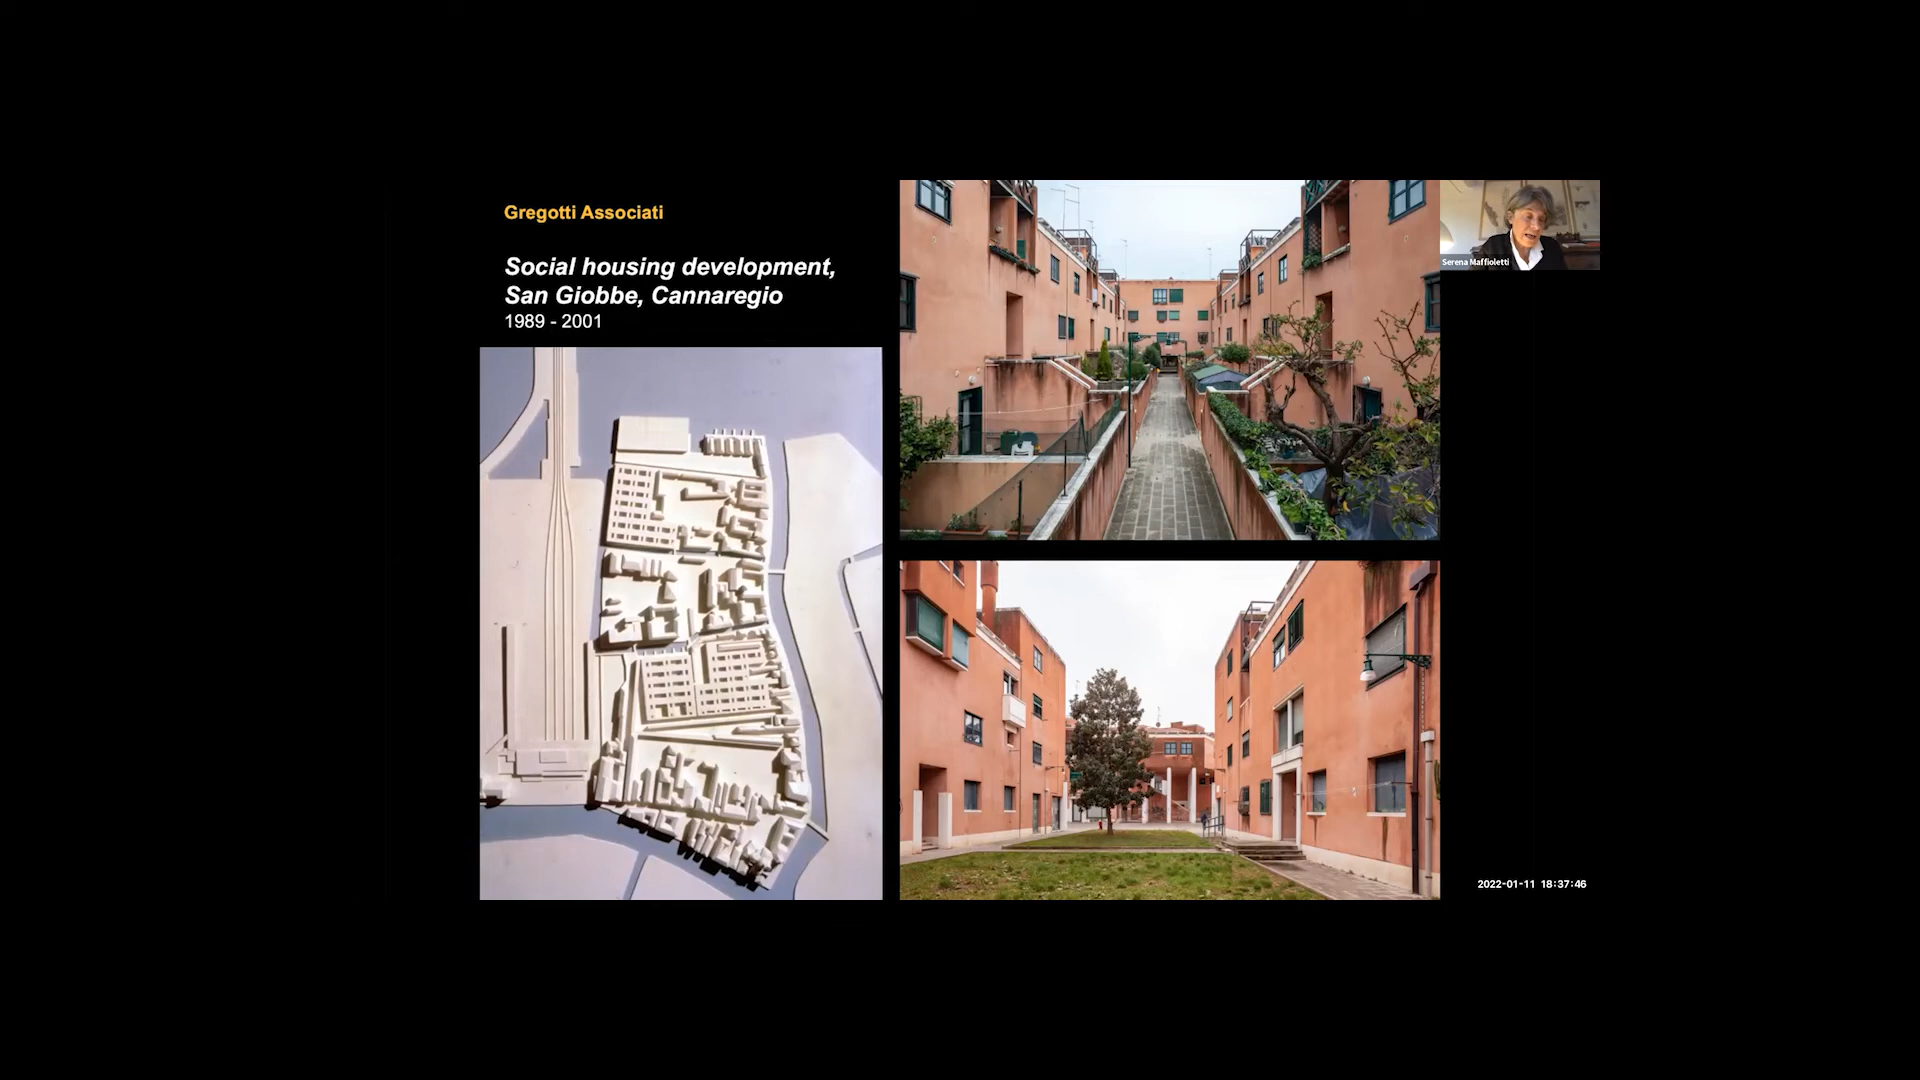 Gregotti Associati
Social housing development,
San Giobbe, Cannaregio
1989 - 2001
Serena Maffioletti
2022-01-11 18:37:46